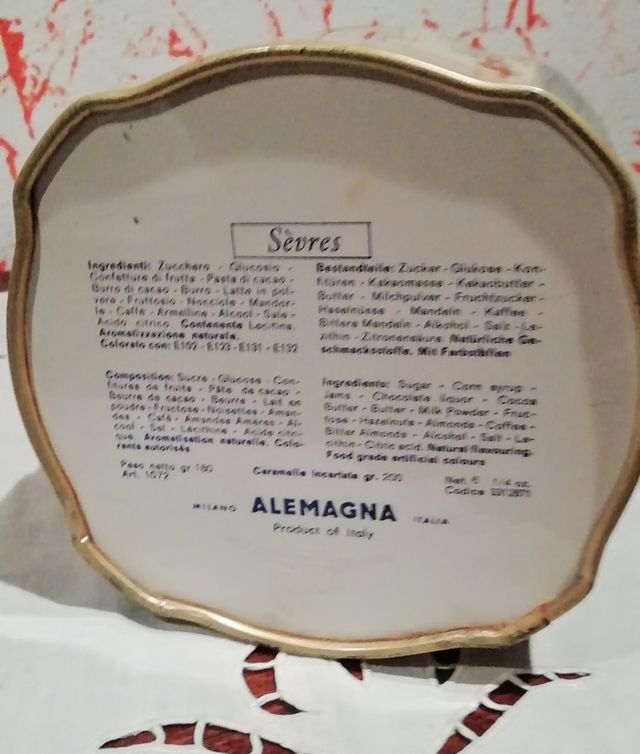 Sèvres
Ingredienti: Zucchero - Glucosio -
Confetture di frutta - Pasta di cacao -
Burro di cacao - Burro - Latte in pol-
vere - Fruttosio - Nocciole - Mandor-
le - Caffè - Armelline - Alcool - Sale -
Acido citrico. Contenente Lecitina.
Aromatizzazione naturale.
Colorato con: E102 - E123 - E131 - E132
Bestandteile: Zucker - Glukose - Kon-
fitüren - Kakaomasse - Kakaobutter -
Butter - Milchpulver - Fruchtzucker -
Haselnüsse - Mandeln - Kaffee -
Bittere Mandeln - Alkohol - Salz - Le-
zithin - Zitronensäure. Natürliche Ge-
schmacksstoffe. Mit Farbstoffen
Composition: Sucre - Glucose - Con-
fitures de fruits - Pâte de cacao -
Beurre de cacao - Beurre - Lait en
poudre - Fructose - Noisettes - Aman-
des - Café - Amandes Amères - Al-
cool - Sel - Lécithine - Acide citri-
que. Aromatisation naturelle. Colo-
rants autorisés
Ingredients: Sugar - Corn syrup -
Jams - Chocolate liquor - Cocoa
Butter - Butter - Milk Powder - Fruc-
tose - Hazelnuts - Almonds - Coffee -
Bitter Almonds - Alcohol - Salt - Le-
cithin - Citric acid. Natural flavouring.
Food grade artificial colours
Peso netto gr. 180
Art. 1072
Caramelle incartate gr. 200
Net. 6 1/4 oz.
Codice
MILANO ALEMAGNA ITALIA
Product of Italy